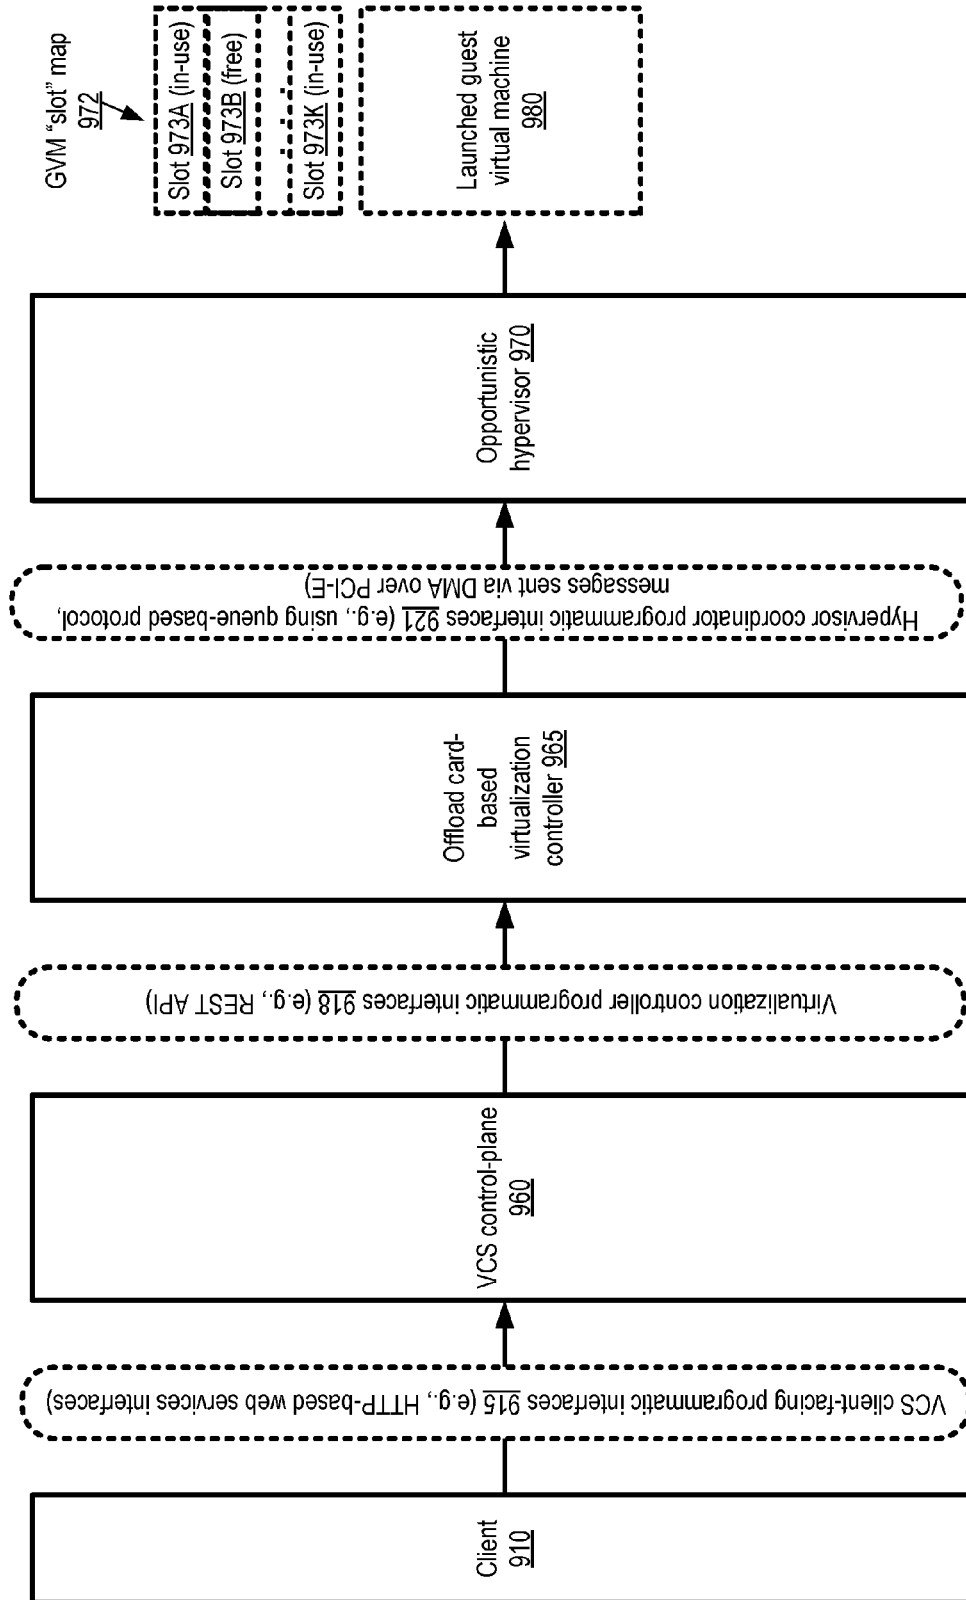 Client
910
VCS client-facing programmatic interfaces 915 (e.g., HTTP-based web services interfaces)
VCS control-plane
960
Virtualization controller programmatic interfaces 918 (e.g., REST API)
Offload card-
based
virtualization
controller 965
Hypervisor coordinator programmatic interfaces 921 (e.g., using queue-based protocol,
messages sent via DMA over PCI-E)
Opportunistic
hypervisor 970
GVM “slot” map
972
Slot 973A (in-use)
Slot 973B (free)
. . .
Slot 973K (in-use)
Launched guest
virtual machine
980